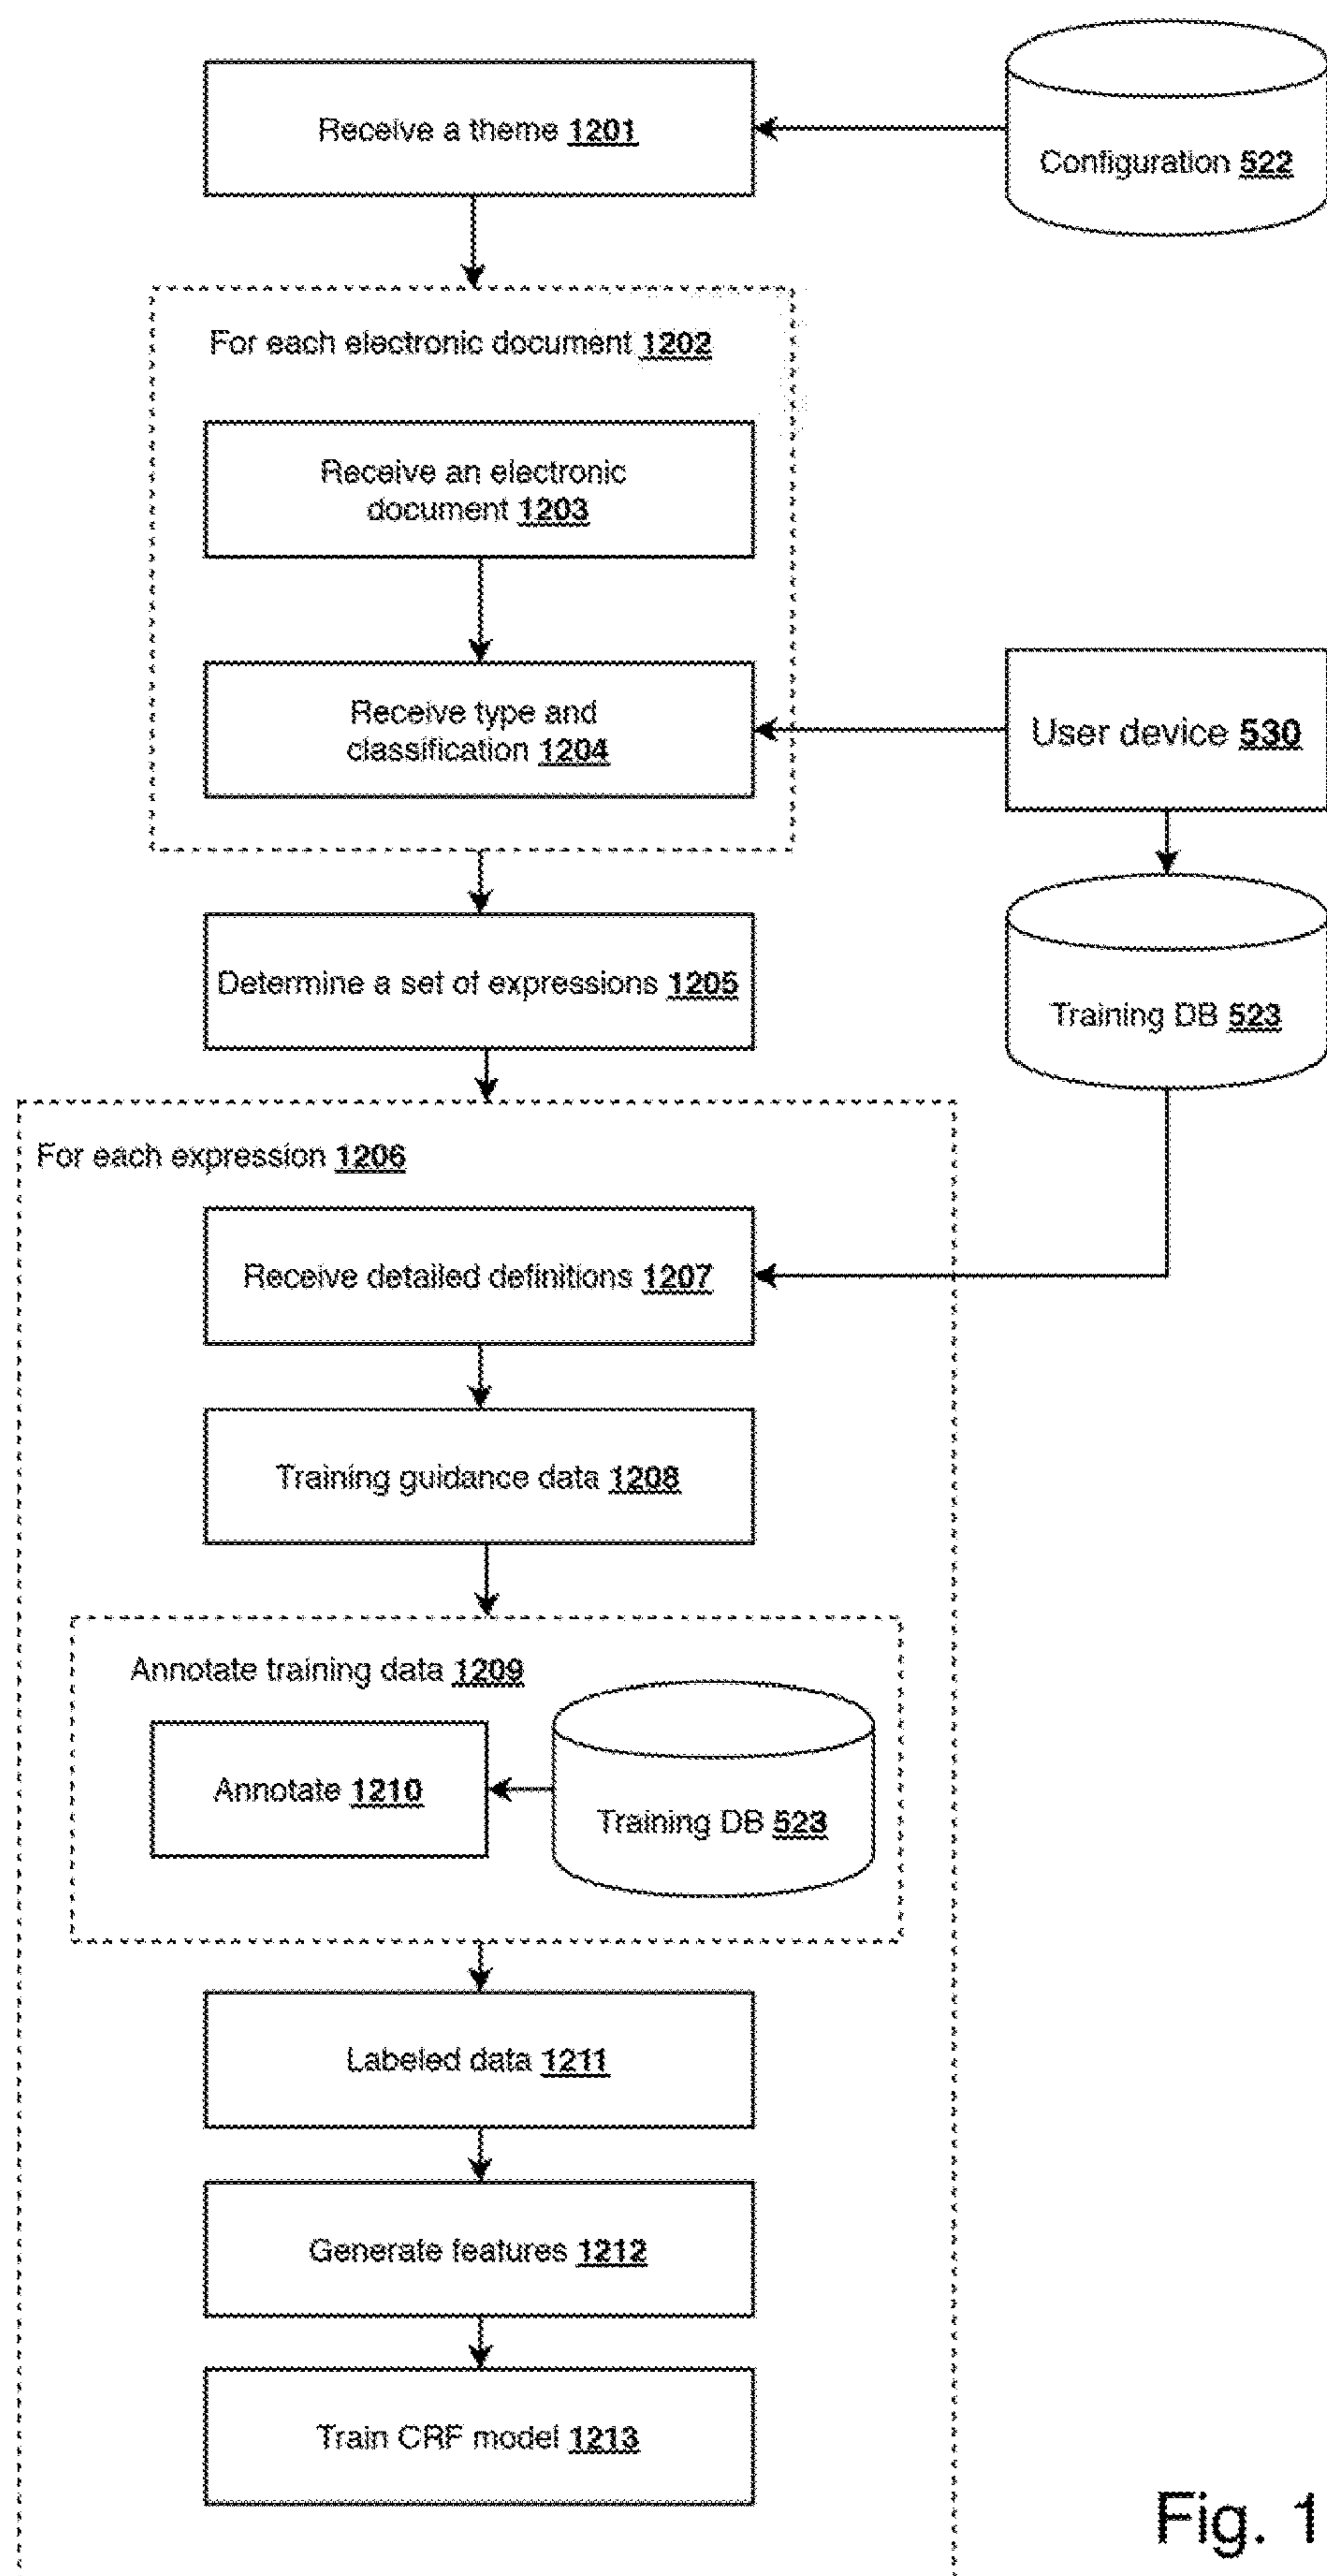 Receive a theme 1201
Configuration 522
For each electronic document 1202
Receive an electronic
document 1203
Receive type and
classification 1204
User device 530
Determine a set of expressions 1205
Training DB 523
For each expression 1206
Receive detailed definitions 1207
Training guidance data 1208
Annotate training data 1209
Annotate 1210
Training DB 523
Labeled data 1211
Generate features 1212
Train CRF model 1213
Fig. 1